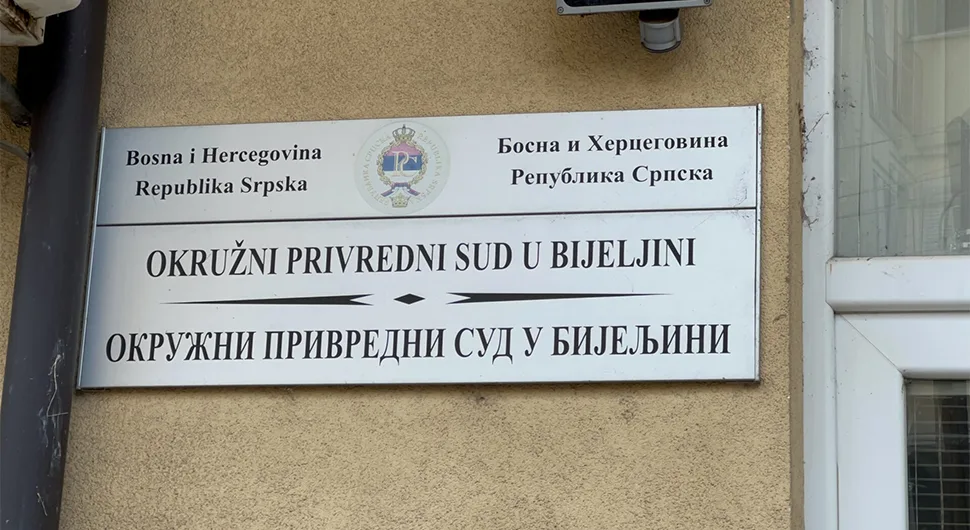 Bosna i Hercegovina
Republika Srpska
Босна и Херцеговина
Република Српска
OKRUŽNI PRIVREDNI SUD U BIJELJINI
ОКРУЖНИ ПРИВРЕДНИ СУД У БИЈЕЉИНИ